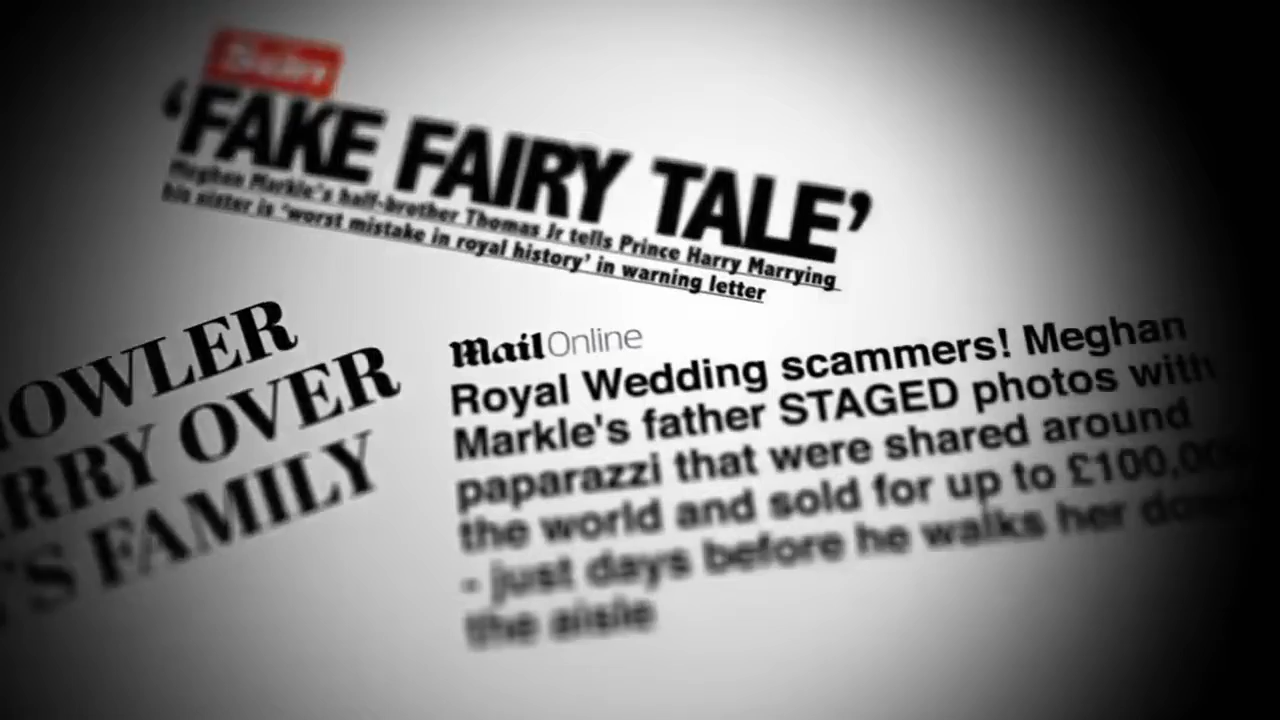 ‘FAKE FAIRY TALE’
Meghan Markle's half-brother Thomas Jr tells Prince Harry Marrying
his sister is ‘worst mistake in royal history’ in warning letter
OWLER
RRY OVER
'S FAMILY
Mail Online
Royal Wedding scammers! Meghan
Markle's father STAGED photos with
paparazzi that were shared around
the world and sold for up to £100,00
- just days before he walks her down
the aisle